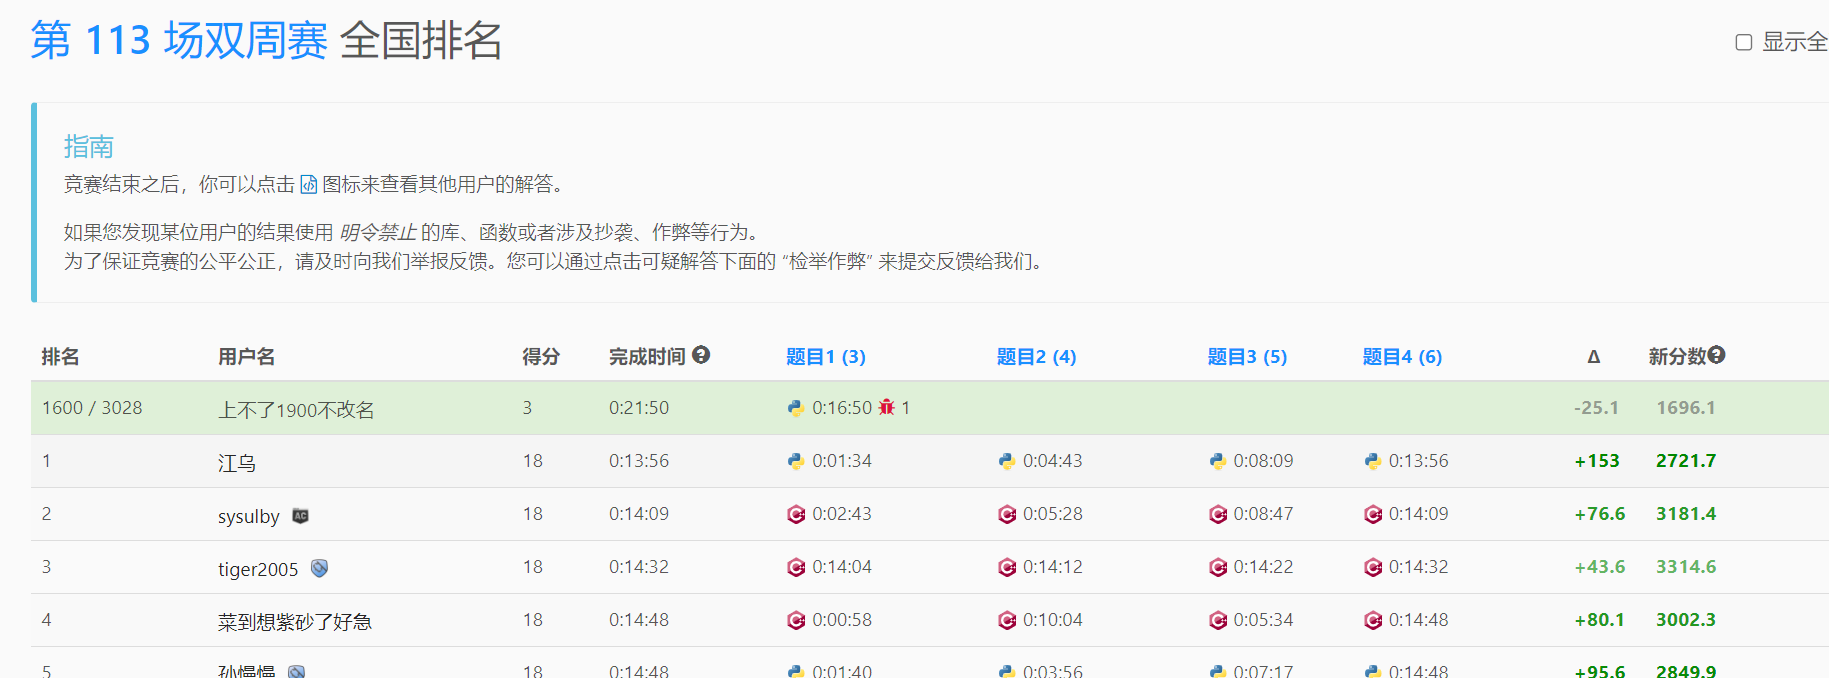 第 113 场双周赛 全国排名
显示全
指南
竞赛结束之后，你可以点击 图标来查看其他用户的解答。
如果您发现某位用户的结果使用 明令禁止 的库、函数或者涉及抄袭、作弊等行为。
为了保证竞赛的公平公正，请及时向我们举报反馈。您可以通过点击可疑解答下面的 “检举作弊” 来提交反馈给我们。
排名 用户名 得分 完成时间 题目1 (3) 题目2 (4) 题目3 (5) 题目4 (6) Δ 新分数
1600 / 3028 上不了1900不改名 3 0:21:50 0:16:50 1 -25.1 1696.1
1 江乌 18 0:13:56 0:01:34 0:04:43 0:08:09 0:13:56 +153 2721.7
2 sysulby AC 18 0:14:09 0:02:43 0:05:28 0:08:47 0:14:09 +76.6 3181.4
3 tiger2005 18 0:14:32 0:14:04 0:14:12 0:14:22 0:14:32 +43.6 3314.6
4 菜到想紫砂了好急 18 0:14:48 0:00:58 0:10:04 0:05:34 0:14:48 +80.1 3002.3
5 孙慢慢 18 0:14:48 0:01:40 0:03:56 0:07:17 0:14:48 +95.6 2849.9